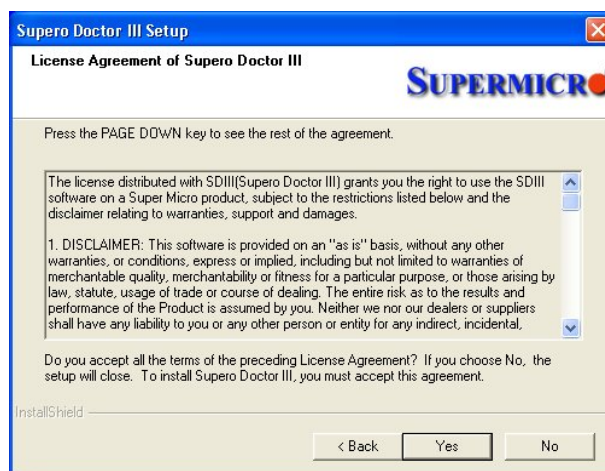 Supero Doctor III Setup
License Agreement of Supero Doctor III
SUPERMICR
Press the PAGE DOWN key to see the rest of the agreement.
The license distributed with SDIII(Supero Doctor III) grants you the right to use the SDIII
software on a Super Micro product, subject to the restrictions listed below and the
disclaimer relating to warranties, support and damages.
1. DISCLAIMER: This software is provided on an "as is" basis, without any other
warranties, or conditions, express or implied, including but not limited to warranties of
merchantable quality, merchantability or fitness for a particular purpose, or those arising by
law, statute, usage of trade or course of dealing. The entire risk as to the results and
performance of the Product is assumed by you. Neither we nor our dealers or suppliers
shall have any liability to you or any other person or entity for any indirect, incidental,
Do you accept all the terms of the preceding License Agreement? If you choose No, the
setup will close. To install Supero Doctor III, you must accept this agreement.
InstallShield
< Back Yes No